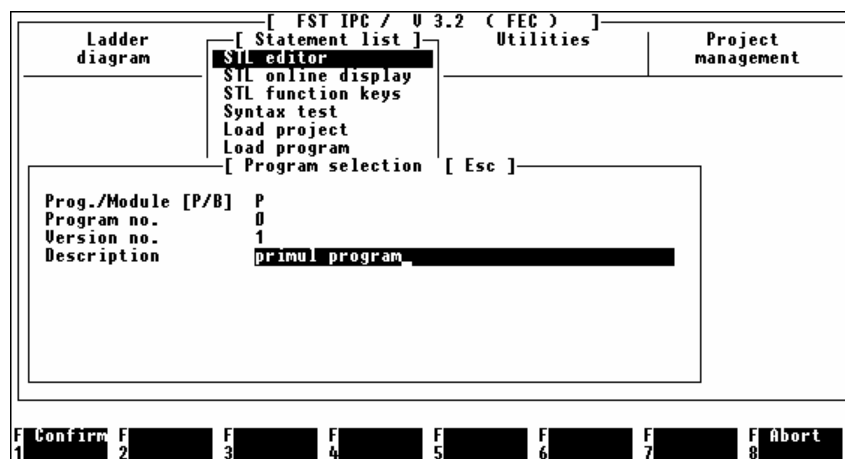 [ FST IPC / V 3.2 ( FEC ) ]
Ladder diagram
[ Statement list ]
Utilities
Project management
STL editor
STL online display
STL function keys
Syntax test
Load project
Load program
[ Program selection [ Esc ]
Prog./Module [P/B] P
Program no. 0
Version no. 1
Description primul program_
F1 Confirm F2 F3 F4 F5 F6 F7 F8 Abort